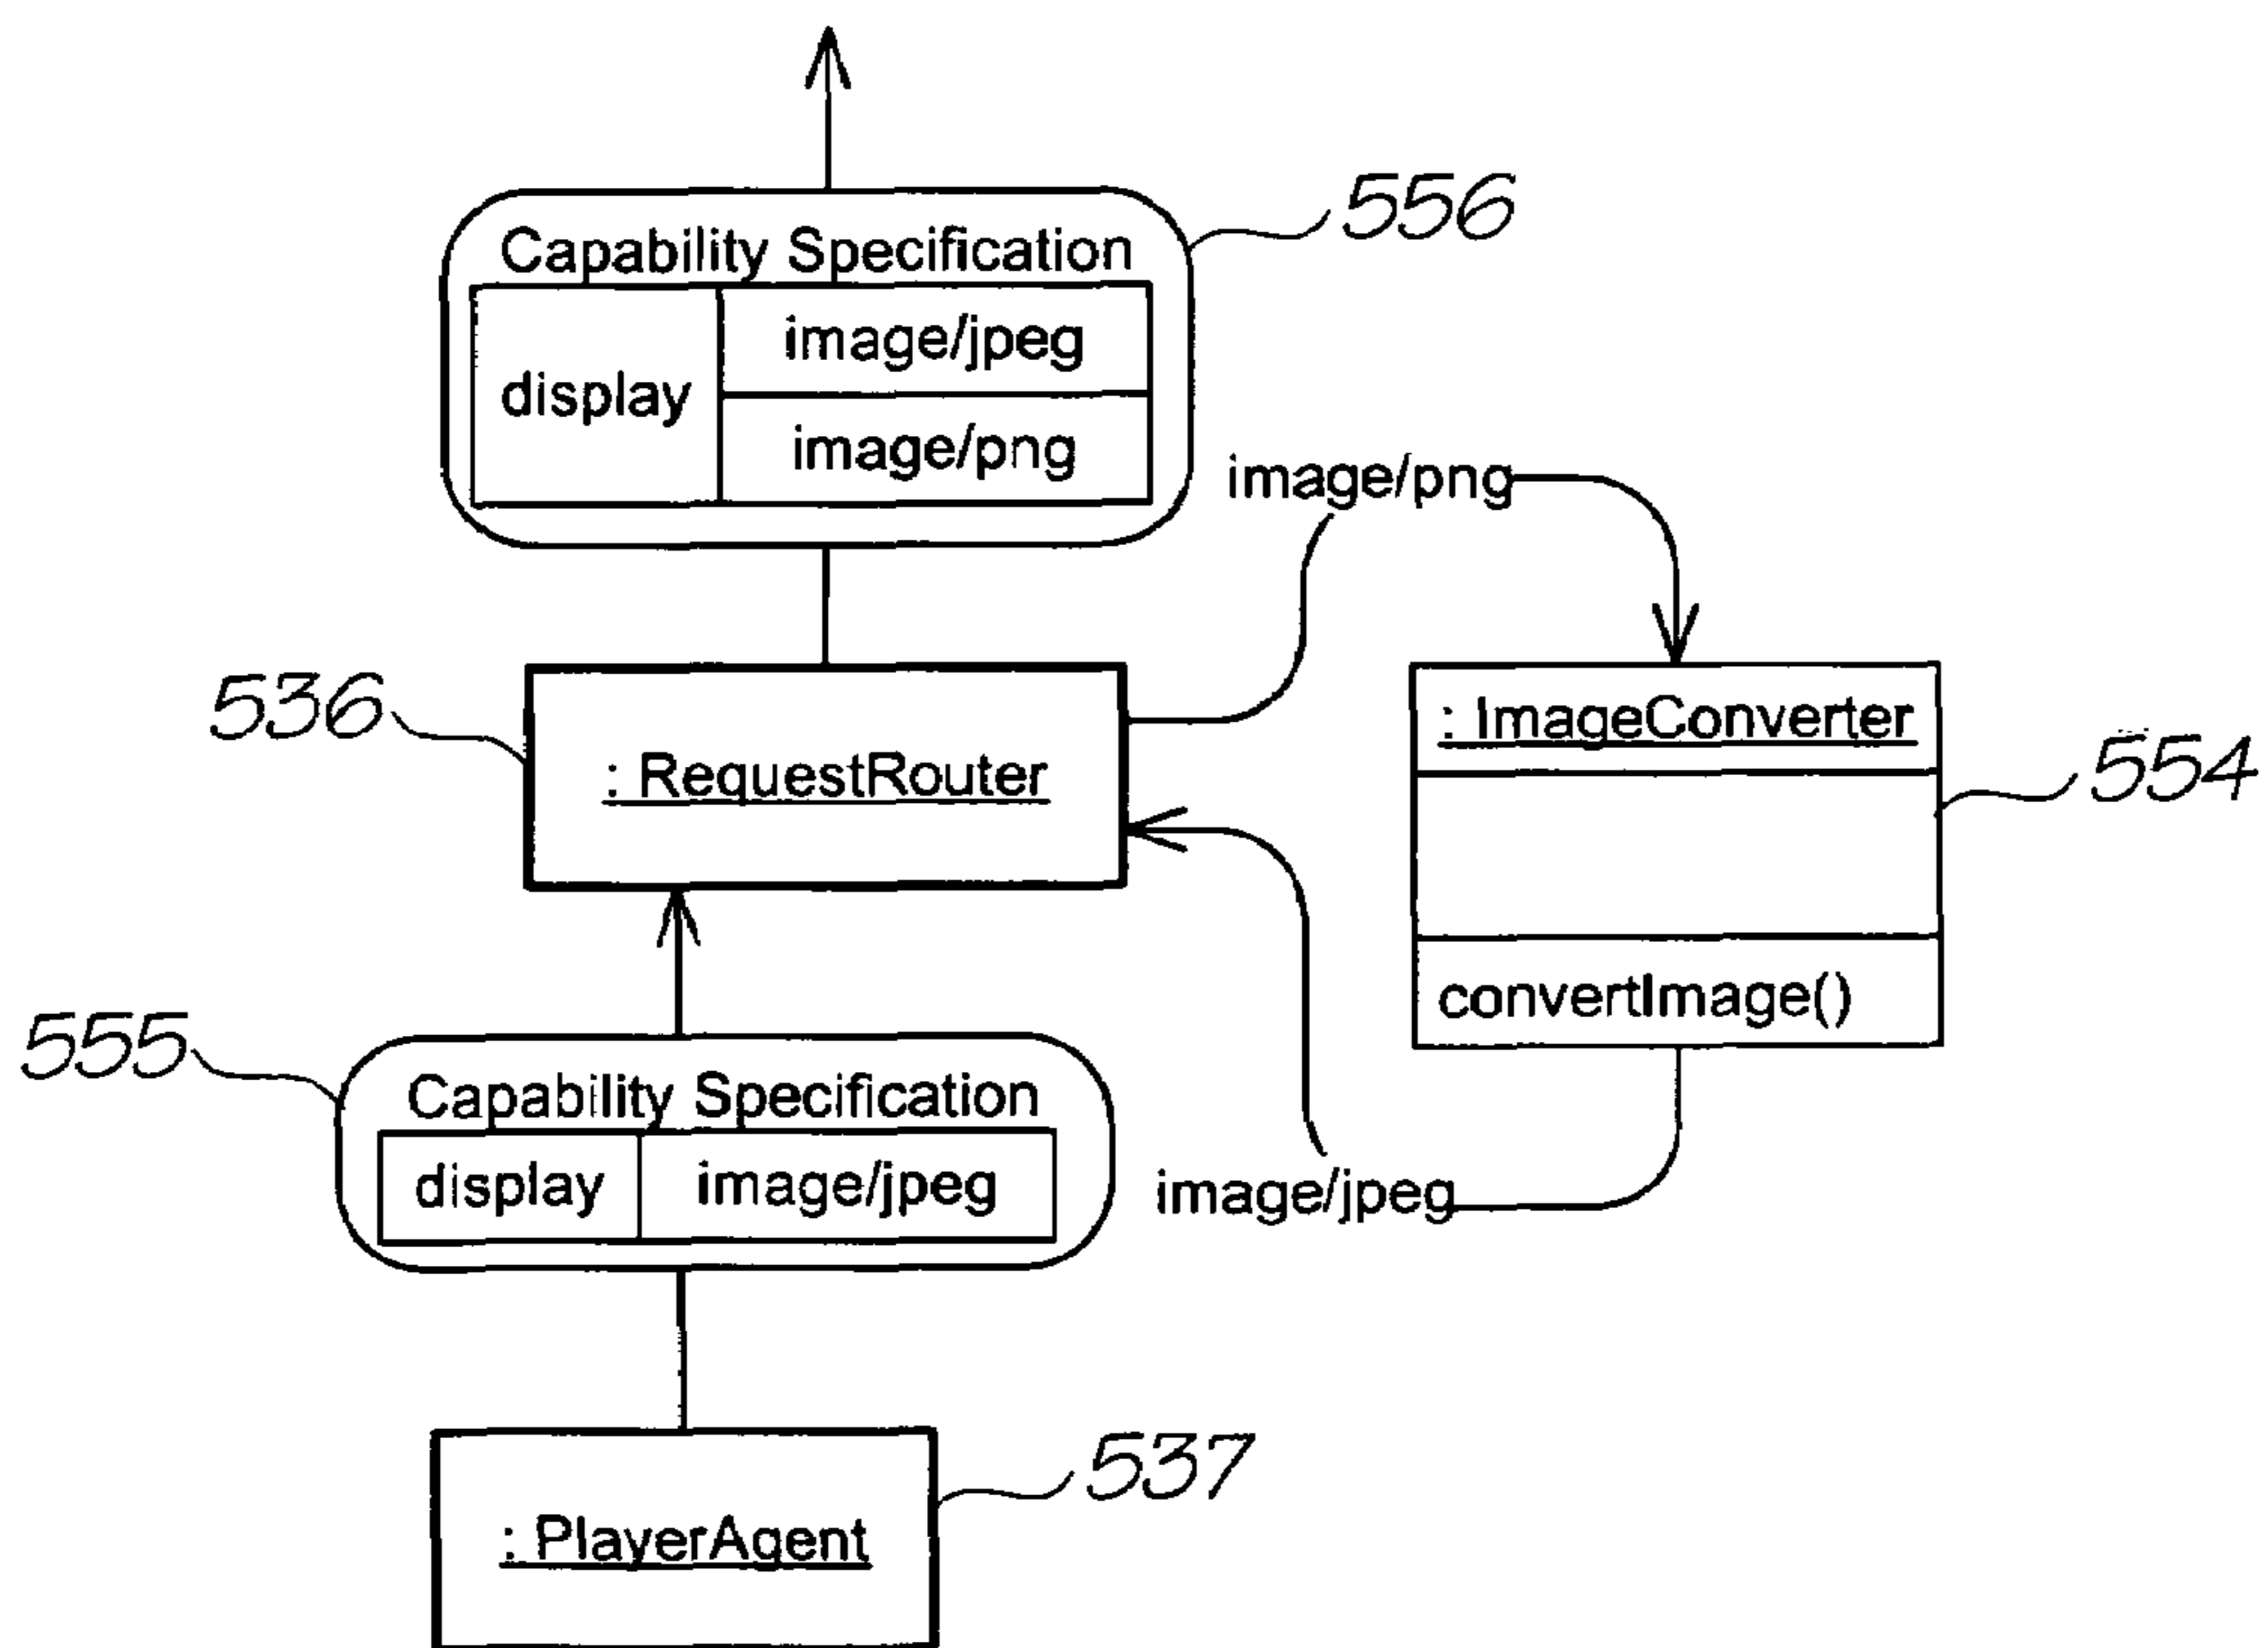 556
Capability Specification
display
image/jpeg
image/png
image/png
536
: RequestRouter
: ImageConverter
554
convertImage()
555
Capability Specification
display
image/jpeg
image/jpeg
537
: PlayerAgent